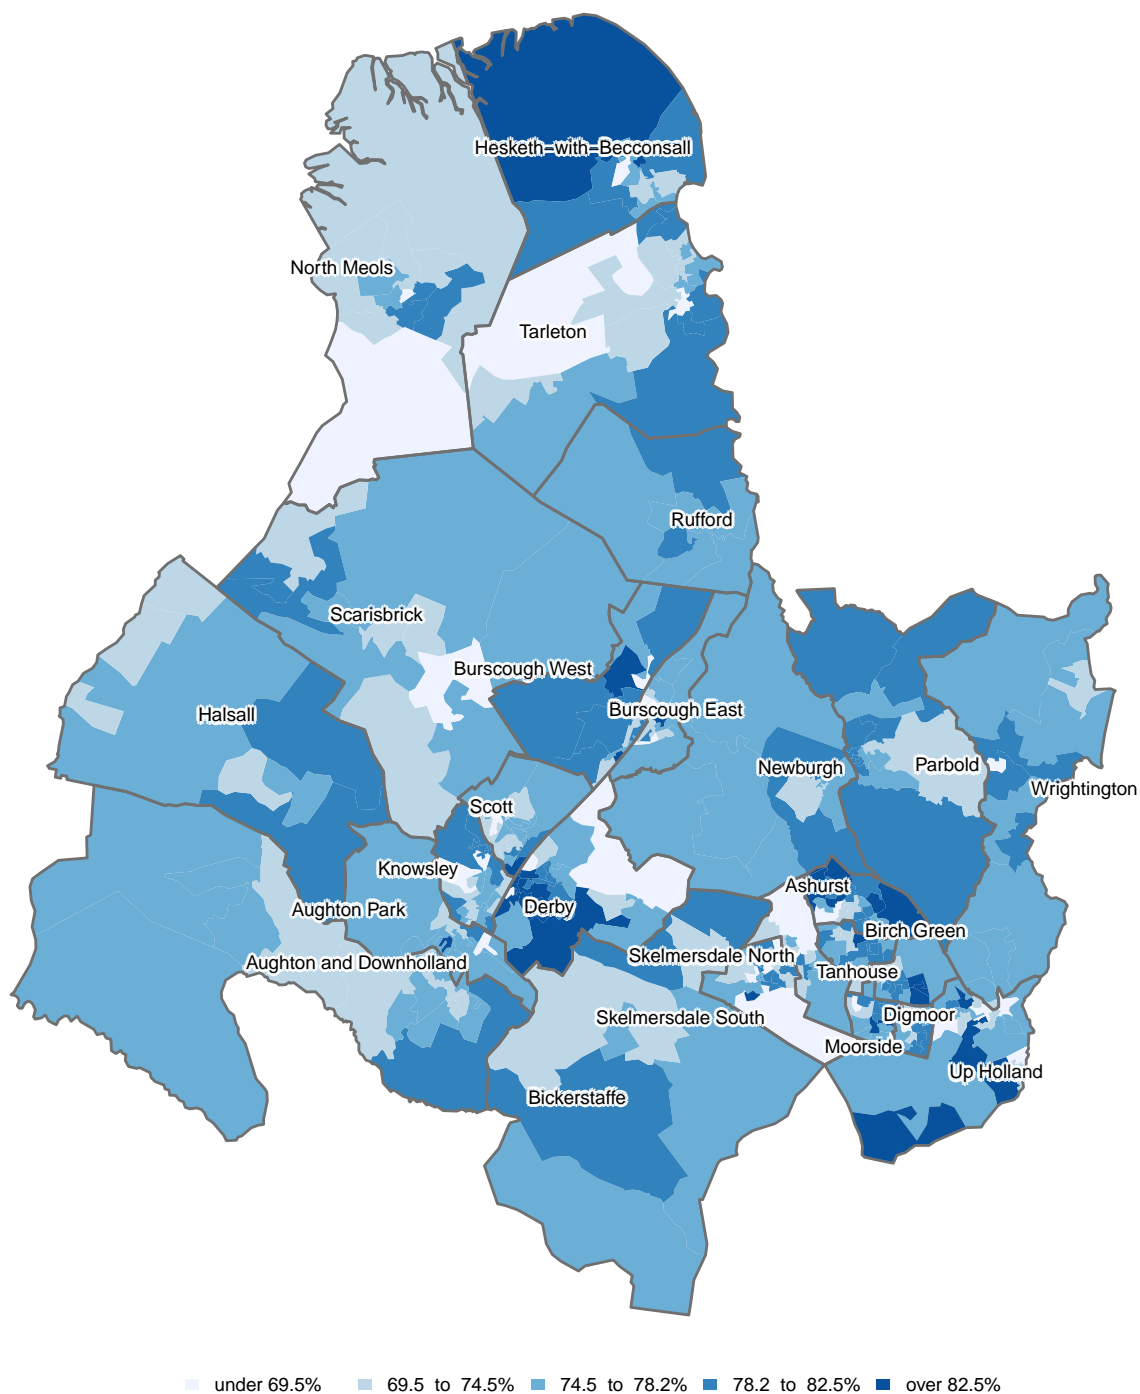 Hesketh-with-Becconsall
North Meols
Tarleton
Rufford
Scarisbrick
Burscough West
Burscough East
Halsall
Newburgh
Parbold
Wrightington
Scott
Knowsley
Ashurst
Derby
Aughton Park
Birch Green
Skelmersdale North
Aughton and Downholland
Tanhouse
Digmoor
Skelmersdale South
Moorside
Up Holland
Bickerstaffe
under 69.5% 69.5 to 74.5% 74.5 to 78.2% 78.2 to 82.5% over 82.5%